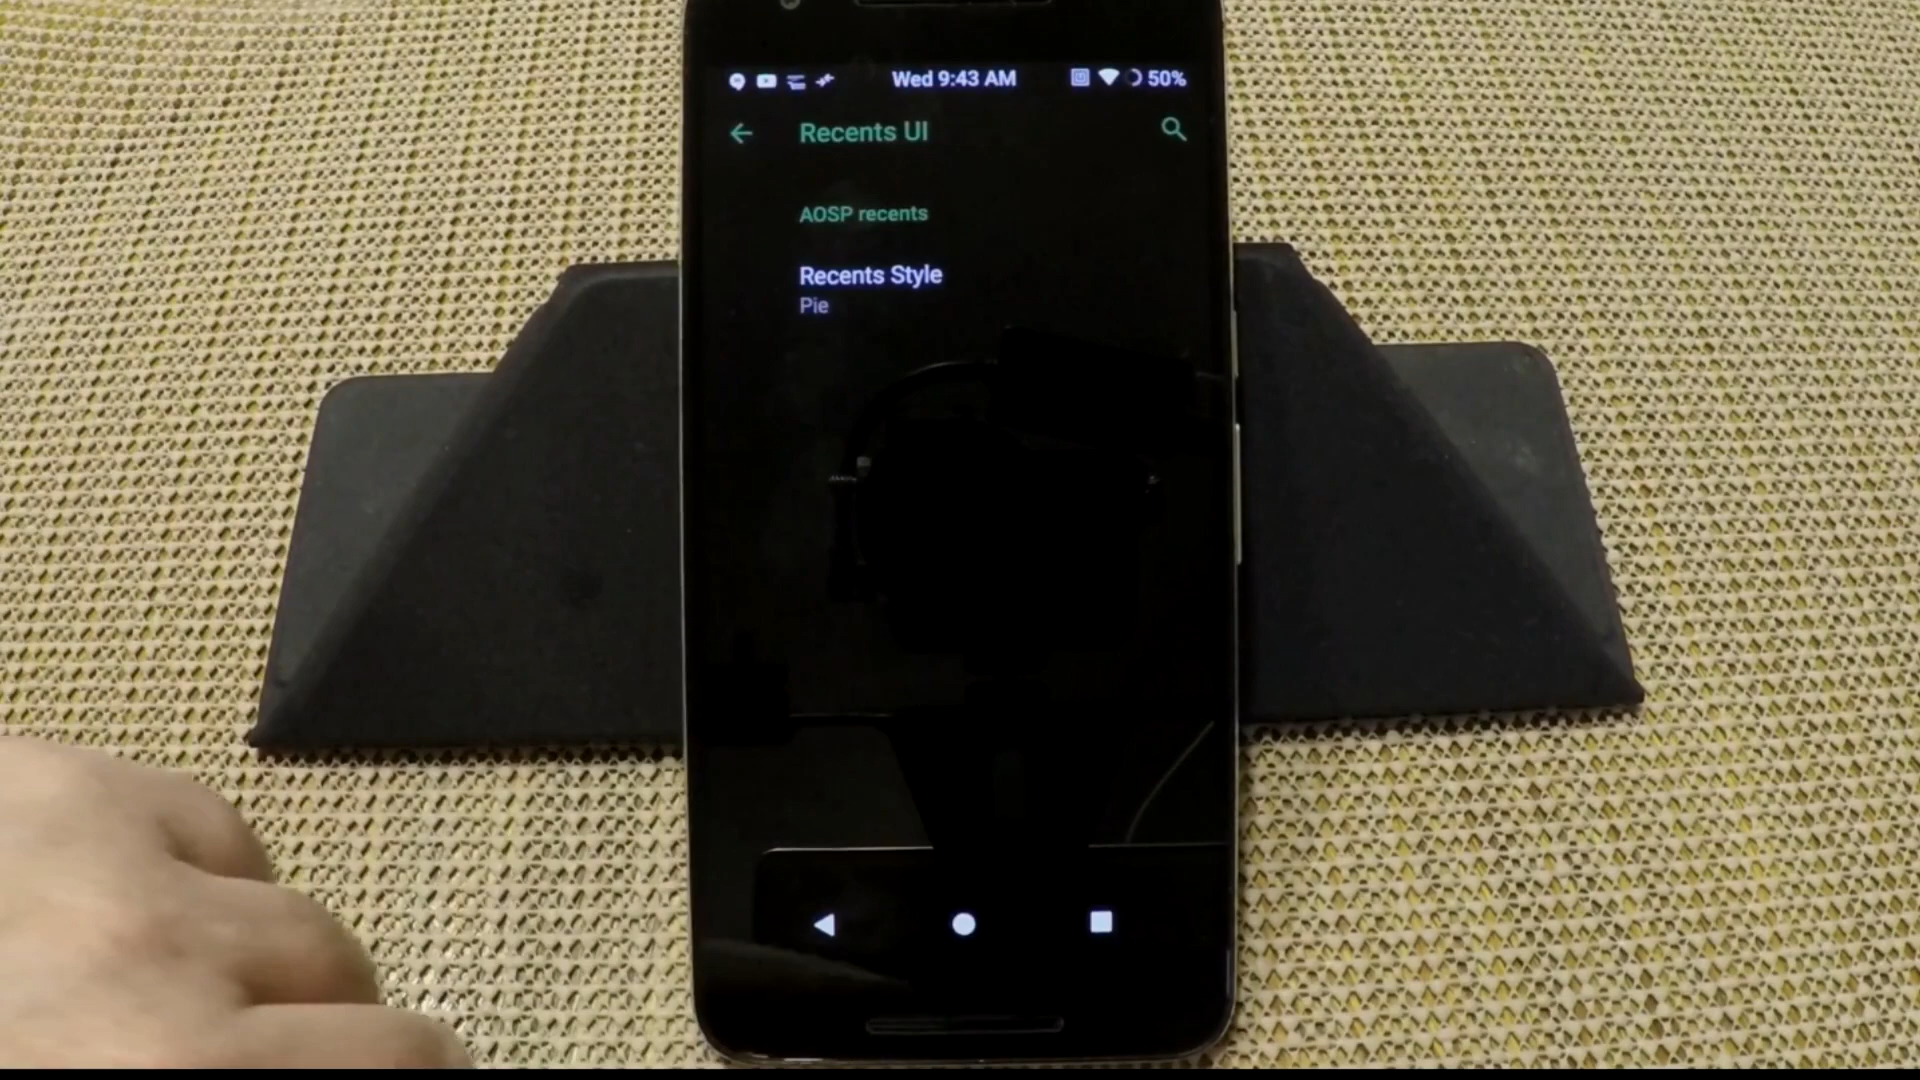 Wed 9:43 AM
50%
Recents UI
AOSP recents
Recents Style
Pie